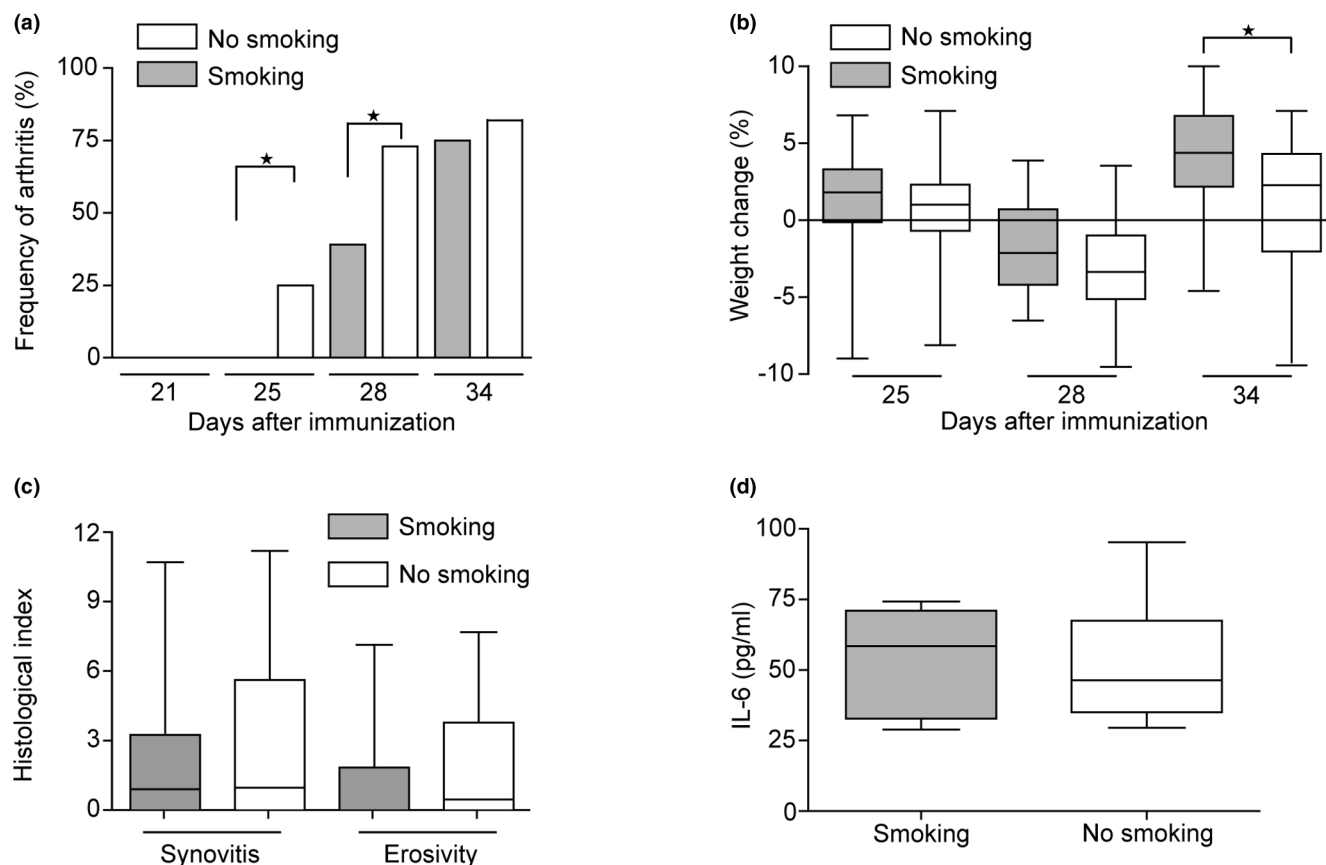 (a)
No smoking
Smoking
100
75
50
25
0
Frequency of arthritis (%)
★
★
21 25 28 34
Days after immunization
(b)
No smoking
Smoking
★
10
5
0
-5
-10
Weight change (%)
25 28 34
Days after immunization
(c)
Smoking
No smoking
12
9
6
3
0
Histological index
Synovitis Erosivity
(d)
100
75
50
25
0
IL-6 (pg/ml)
Smoking No smoking